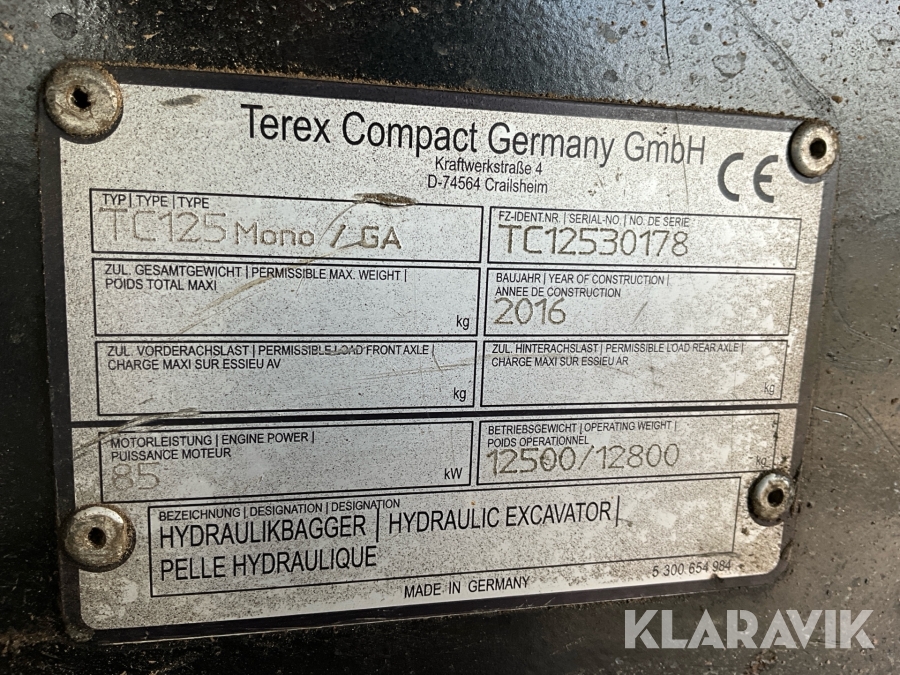 Terex Compact Germany GmbH
Kraftwerkstraße 4
D-74564 Crailsheim
CE
TYP | TYPE | TYPE
TC125 Mono / GA
FZ-IDENT.NR. | SERIAL-NO. | NO. DE SERIE
TC12530178
ZUL. GESAMTGEWICHT | PERMISSIBLE MAX. WEIGHT |
POIDS TOTAL MAXI
kg
BAUJAHR | YEAR OF CONSTRUCTION |
ANNEE DE CONSTRUCTION
2016
ZUL. VORDERACHSLAST | PERMISSIBLE LOAD FRONT AXLE |
CHARGE MAXI SUR ESSIEU AV
kg
ZUL. HINTERACHSLAST | PERMISSIBLE LOAD REAR AXLE |
CHARGE MAXI SUR ESSIEU AR
kg
MOTORLEISTUNG | ENGINE POWER |
PUISSANCE MOTEUR
85
kW
BETRIEBSGEWICHT | OPERATING WEIGHT |
POIDS OPERATIONNEL
12500/12800
kg
BEZEICHNUNG | DESIGNATION | DESIGNATION
HYDRAULIKBAGGER | HYDRAULIC EXCAVATOR |
PELLE HYDRAULIQUE
MADE IN GERMANY
5 300 654 984
KLARAVIK